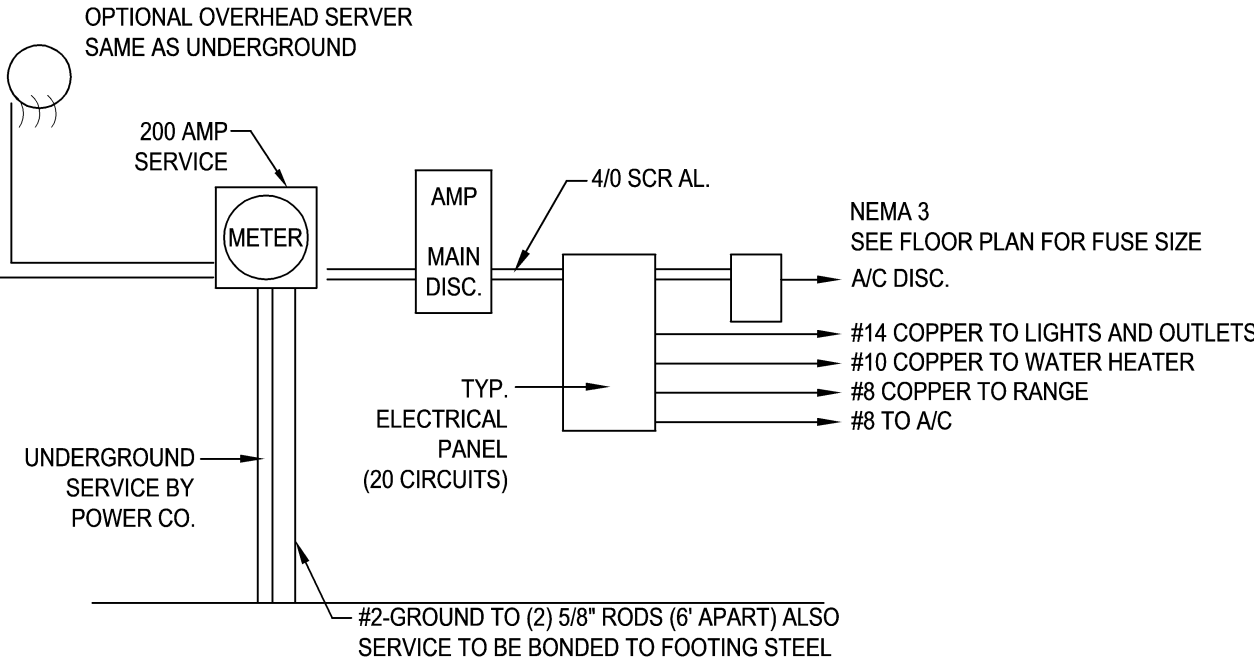 OPTIONAL OVERHEAD SERVER
SAME AS UNDERGROUND
200 AMP
SERVICE
METER
AMP
MAIN
DISC.
4/0 SCR AL.
NEMA 3
SEE FLOOR PLAN FOR FUSE SIZE
A/C DISC.
#14 COPPER TO LIGHTS AND OUTLETS
#10 COPPER TO WATER HEATER
#8 COPPER TO RANGE
#8 TO A/C
TYP.
ELECTRICAL
PANEL
(20 CIRCUITS)
UNDERGROUND
SERVICE BY
POWER CO.
#2-GROUND TO (2) 5/8" RODS (6' APART) ALSO
SERVICE TO BE BONDED TO FOOTING STEEL